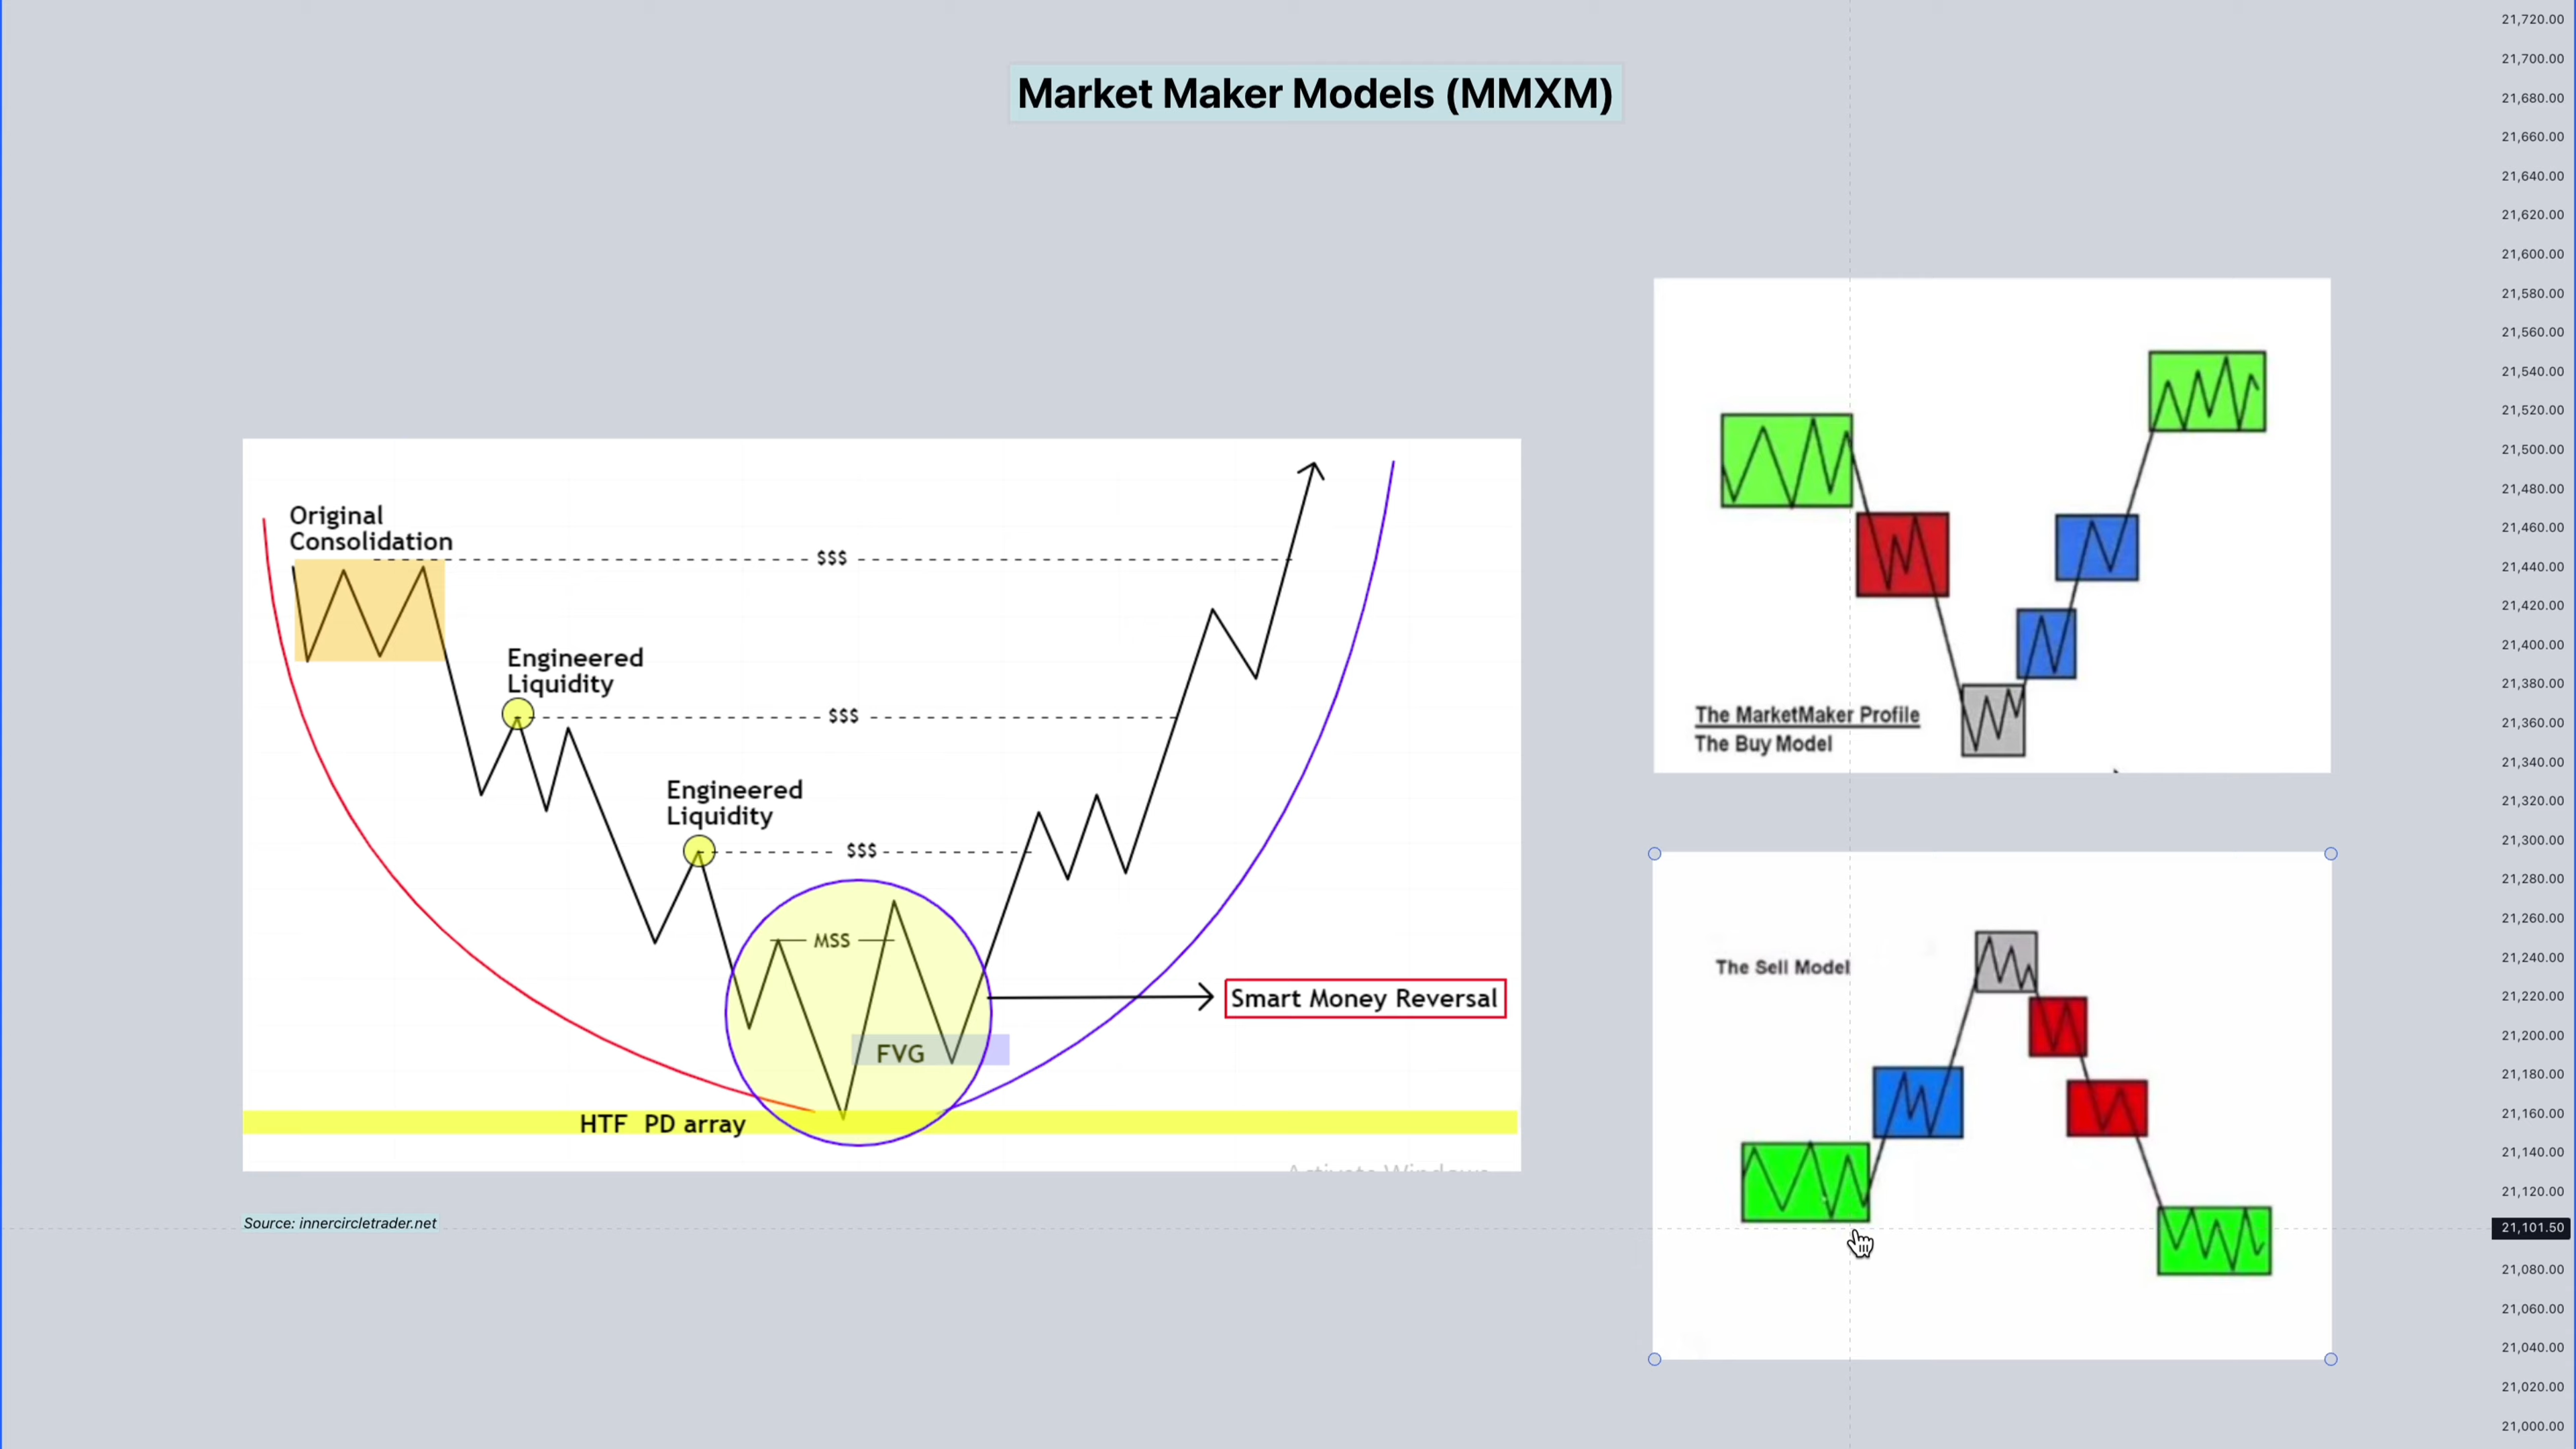 Market Maker Models (MMXM)
Original
Consolidation
$$$
Engineered
Liquidity
$$$
Engineered
Liquidity
$$$
MSS
Smart Money Reversal
FVG
HTF PD array
Source: innercircletrader.net
The MarketMaker Profile
The Buy Model
The Sell Model
21,720.00
21,700.00
21,680.00
21,660.00
21,640.00
21,620.00
21,600.00
21,580.00
21,560.00
21,540.00
21,520.00
21,500.00
21,480.00
21,460.00
21,440.00
21,420.00
21,400.00
21,380.00
21,360.00
21,340.00
21,320.00
21,300.00
21,280.00
21,260.00
21,240.00
21,220.00
21,200.00
21,180.00
21,160.00
21,140.00
21,120.00
21,101.50
21,080.00
21,060.00
21,040.00
21,020.00
21,000.00